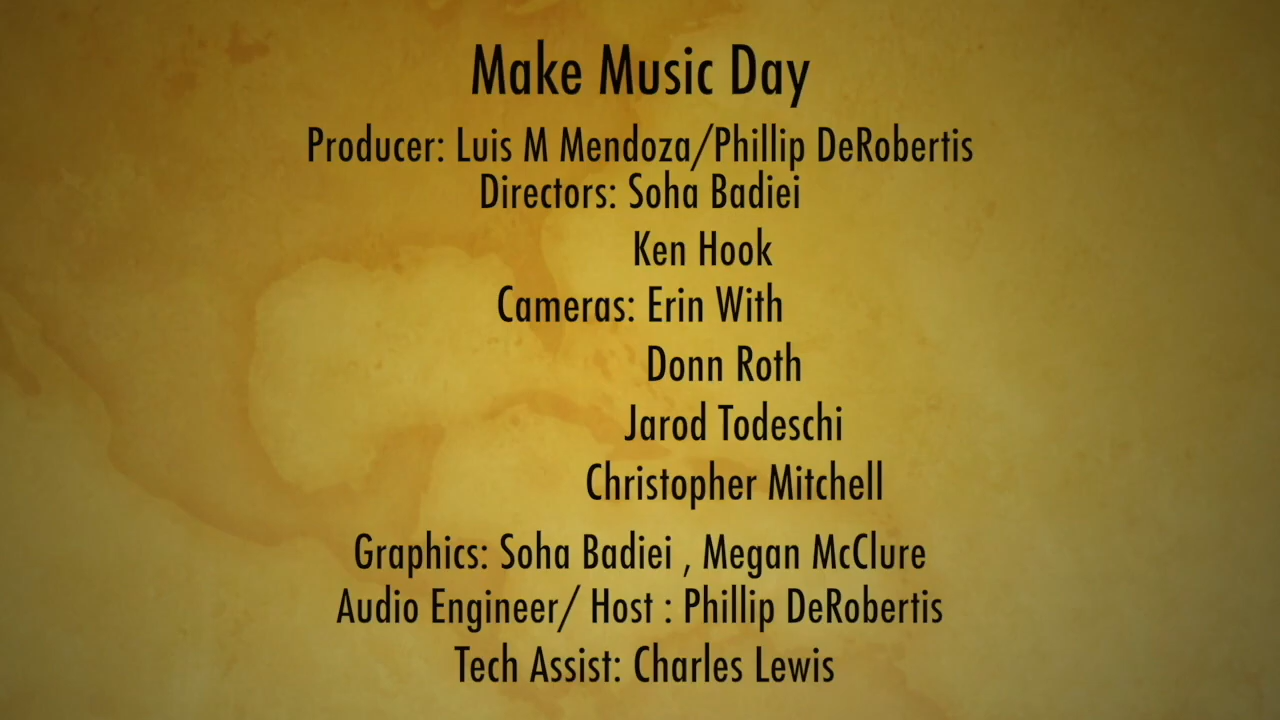 Make Music Day
Producer: Luis M Mendoza/Phillip DeRobertis
Directors: Soha Badiei
Ken Hook
Cameras: Erin With
Donn Roth
Jarod Todeschi
Christopher Mitchell
Graphics: Soha Badiei , Megan McClure
Audio Engineer/ Host : Phillip DeRobertis
Tech Assist: Charles Lewis